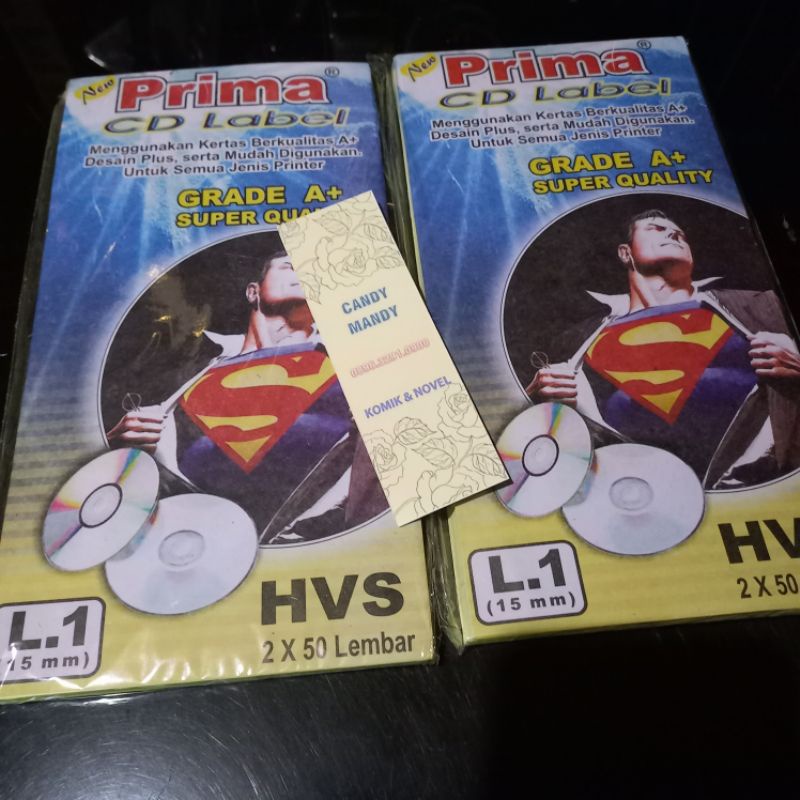 New
Prima®
CD Label
Menggunakan Kertas Berkualitas A+
Desain Plus, serta Mudah Digunakan.
Untuk Semua Jenis Printer
GRADE A+
SUPER
L.1
(15 mm)
HVS
2 X 50 Lembar
CANDY
MANDY
KOMIK & NOVEL
New
Prima®
CD Label
Menggunakan Kertas Berkualitas A+
Desain Plus, serta Mudah Digunakan.
Untuk Semua Jenis Printer
GRADE A+
SUPER QUALITY
S
L.1
(15 mm)
HV
2 X 50